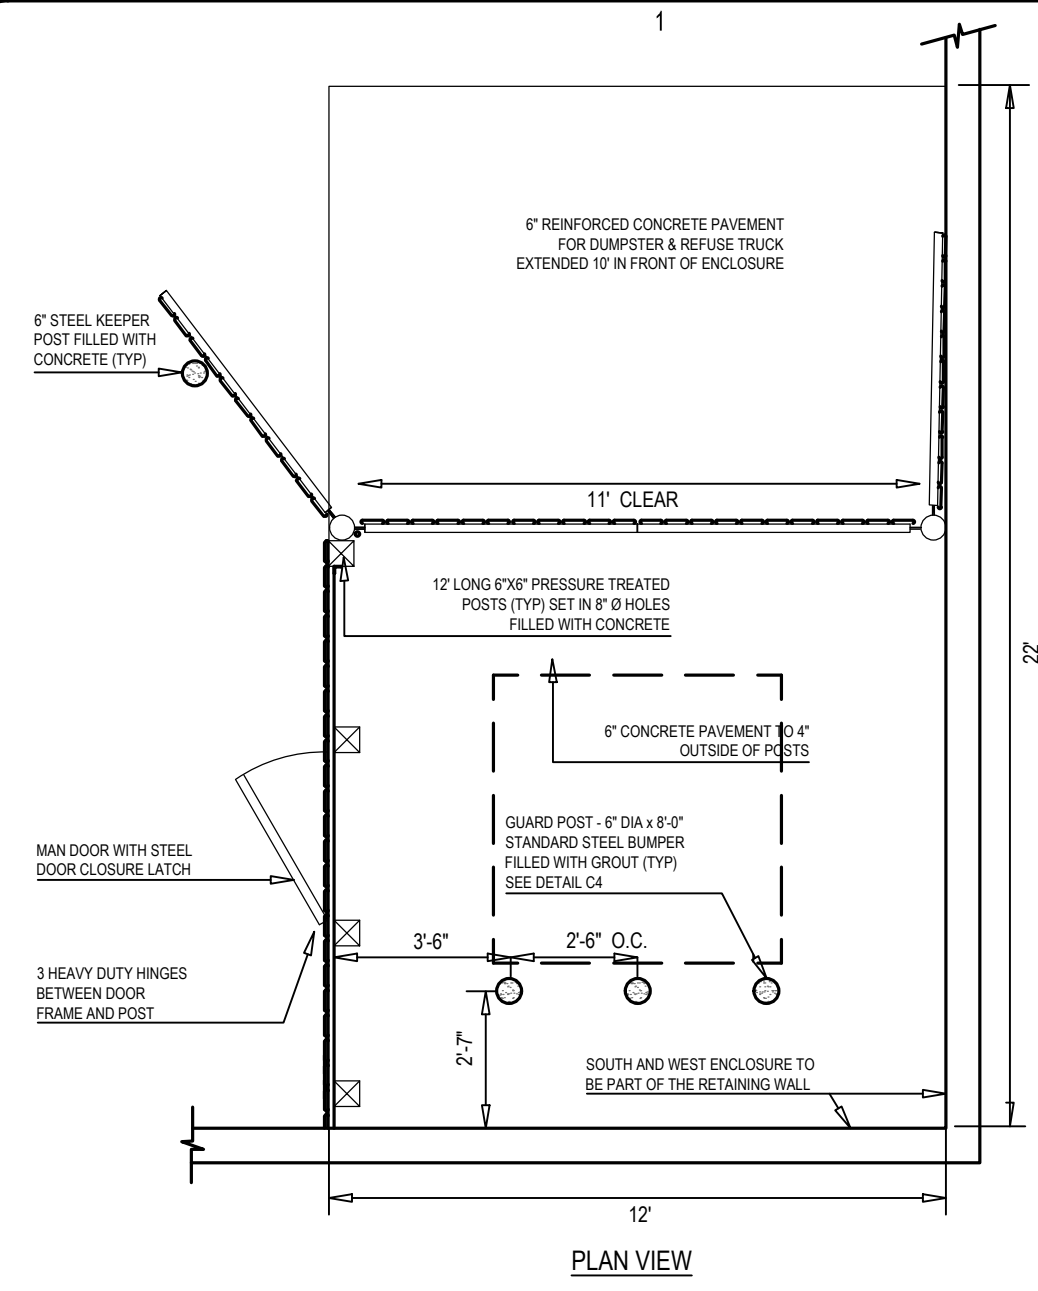 1
6" REINFORCED CONCRETE PAVEMENT
FOR DUMPSTER & REFUSE TRUCK
EXTENDED 10' IN FRONT OF ENCLOSURE
6" STEEL KEEPER
POST FILLED WITH
CONCRETE (TYP)
11' CLEAR
12' LONG 6"X6" PRESSURE TREATED
POSTS (TYP) SET IN 8" Ø HOLES
FILLED WITH CONCRETE
22'
6" CONCRETE PAVEMENT TO 4"
OUTSIDE OF POSTS
GUARD POST - 6" DIA x 8'-0"
STANDARD STEEL BUMPER
FILLED WITH GROUT (TYP)
SEE DETAIL C4
MAN DOOR WITH STEEL
DOOR CLOSURE LATCH
3'-6"
2'-6" O.C.
3 HEAVY DUTY HINGES
BETWEEN DOOR
FRAME AND POST
2'-7"
SOUTH AND WEST ENCLOSURE TO
BE PART OF THE RETAINING WALL
12'
PLAN VIEW